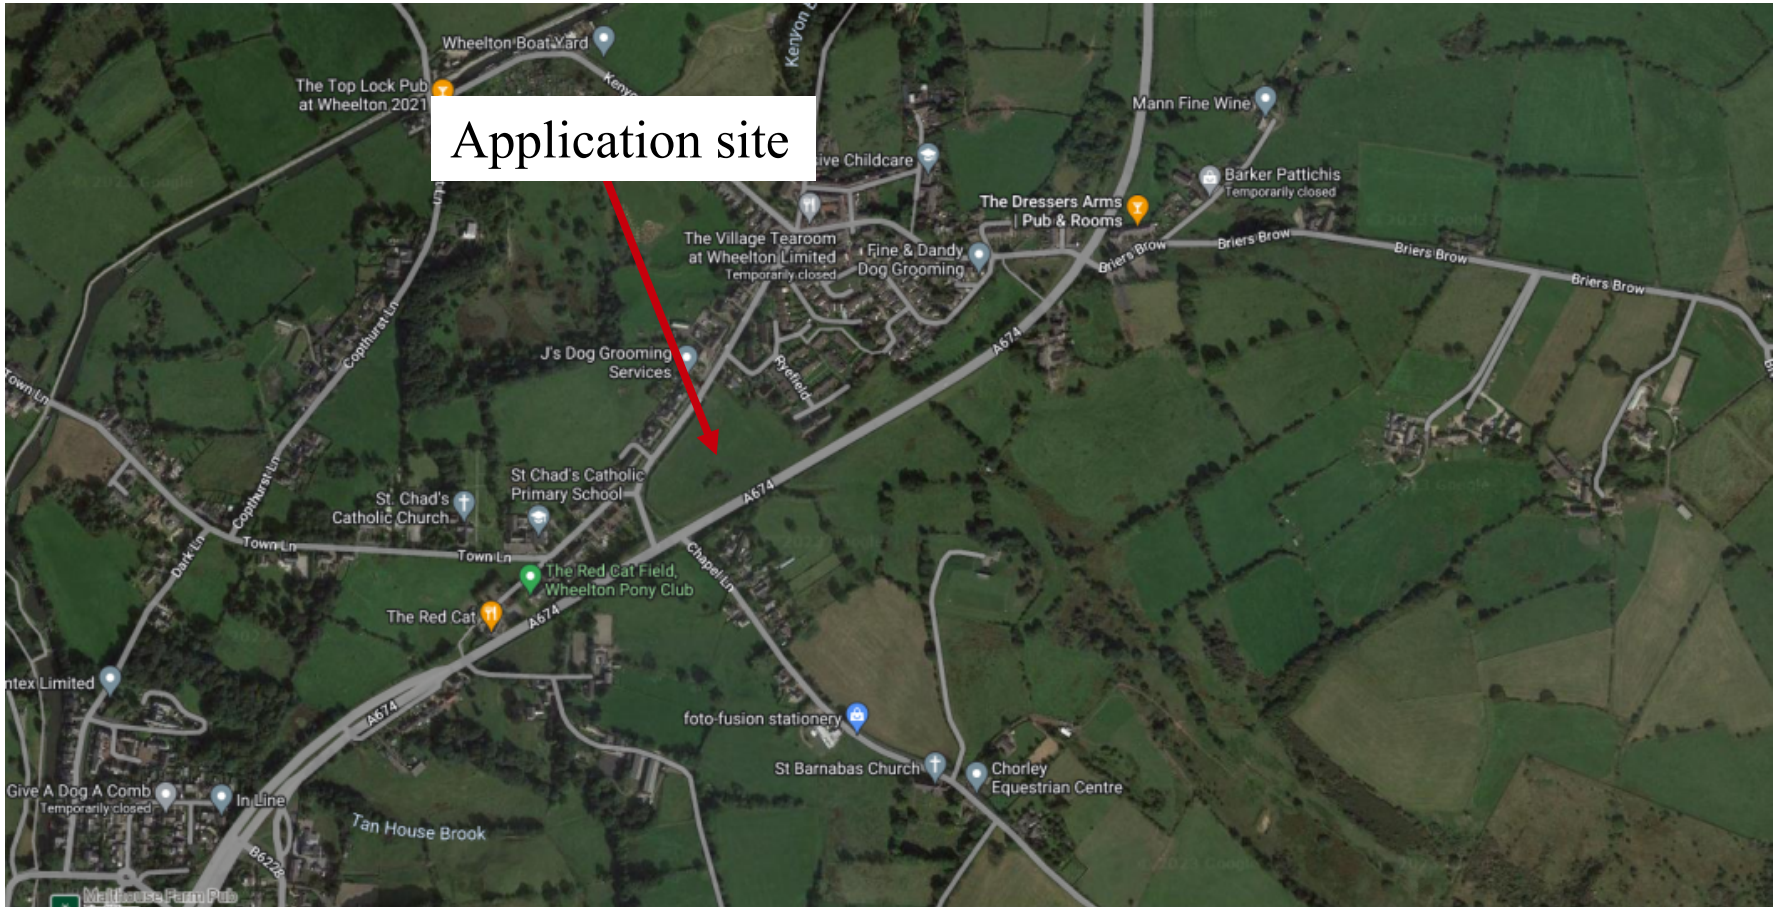 Wheelton Boat Yard
The Top Lock Pub
at Wheelton 2021
Application site
Kenyon
Mann Fine Wine
Childcare
Barker Pattichis
Temporarily closed
The Dressers Arms
| Pub & Rooms
The Village Tearoom
at Wheelton Limited
Temporarily closed
Fine & Dandy
Dog Grooming
Briers Brow
Briers Brow
Briers Brow
Briers Brow
Copthurst Ln
A674
J's Dog Grooming
Services
Ryefield
Town Ln
St Chad's Catholic
Primary School
St. Chad's
Catholic Church
Copthurst Ln
A674
Town Ln
Town Ln
Dark Ln
Chapel Ln
The Red Cat Field,
Wheelton Pony Club
The Red Cat
A674
A674
foto-fusion stationery
St Barnabas Church
Chorley
Equestrian Centre
Give A Dog A Comb
Temporarily closed
In Line
Tan House Brook
B6228
Malthouse Farm Pub